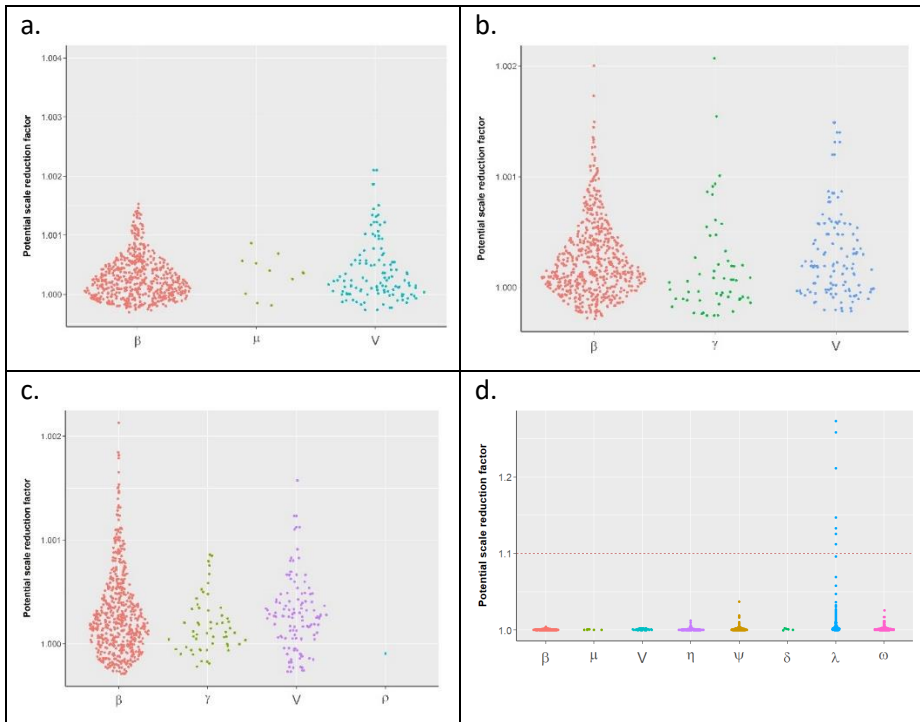 a.
Potential scale reduction factor
1.004
1.003
1.002
1.001
1.000
β
μ
V
b.
Potential scale reduction factor
1.002
1.001
1.000
β
γ
V
c.
Potential scale reduction factor
1.002
1.001
1.000
β
γ
V
ρ
d.
Potential scale reduction factor
1.2
1.1
1.0
β
μ
V
η
ψ
δ
λ
ω